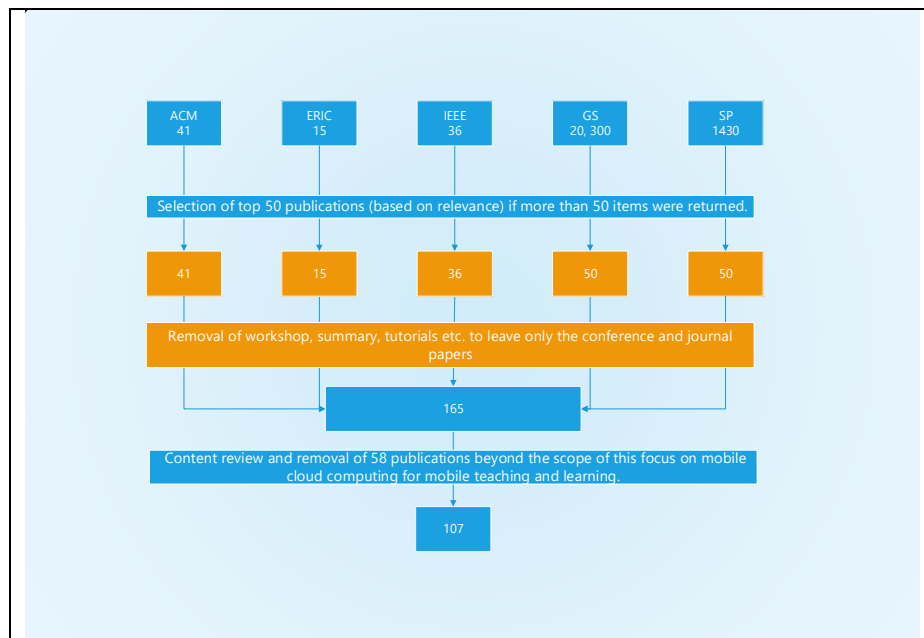 ACM
41
ERIC
15
IEEE
36
GS
20, 300
SP
1430
Selection of top 50 publications (based on relevance) if more than 50 items were returned.
41
15
36
50
50
Removal of workshop, summary, tutorials etc. to leave only the conference and journal
papers
165
Content review and removal of 58 publications beyond the scope of this focus on mobile
cloud computing for mobile teaching and learning.
107